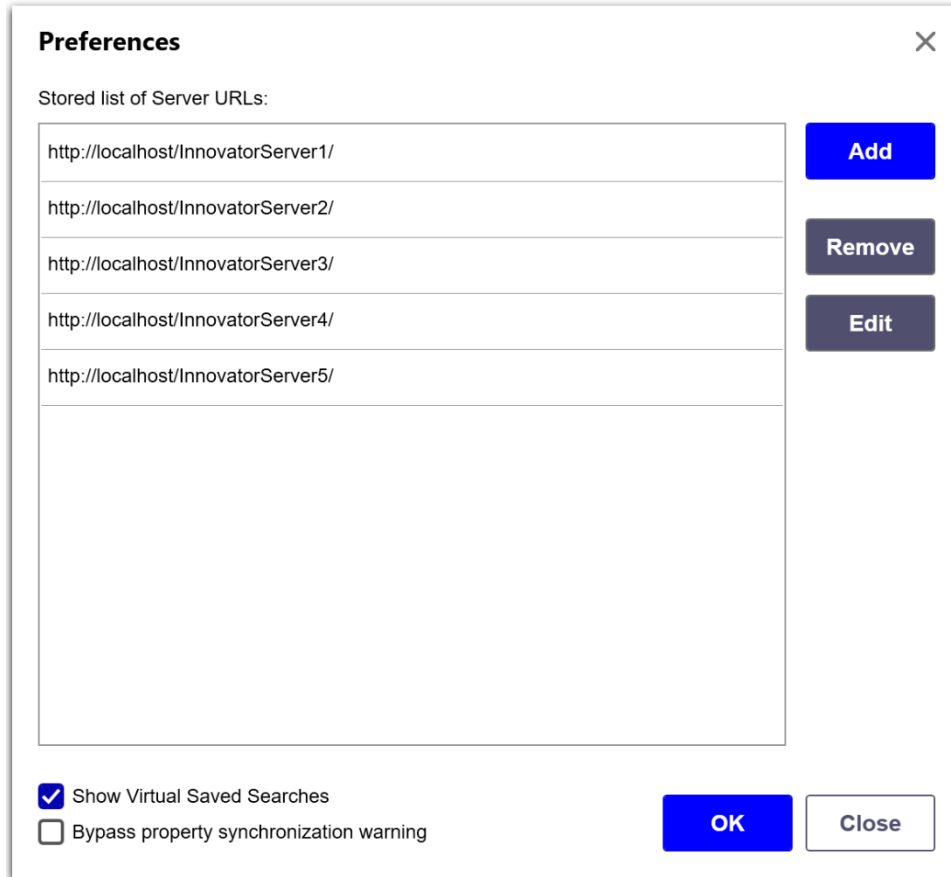 Preferences
Stored list of Server URLs:
http://localhost/InnovatorServer1/
Add
http://localhost/InnovatorServer2/
Remove
http://localhost/InnovatorServer3/
http://localhost/InnovatorServer4/
Edit
http://localhost/InnovatorServer5/
Show Virtual Saved Searches
Bypass property synchronization warning
OK
Close